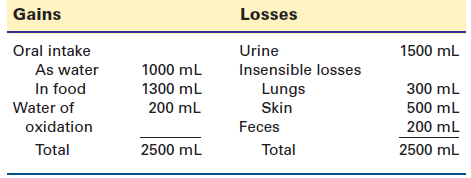 Gains Losses
Oral intake Urine 1500 mL
As water 1000 mL Insensible losses
In food 1300 mL Lungs 300 mL
Water of 200 mL Skin 500 mL
oxidation Feces 200 mL
Total 2500 mL Total 2500 mL